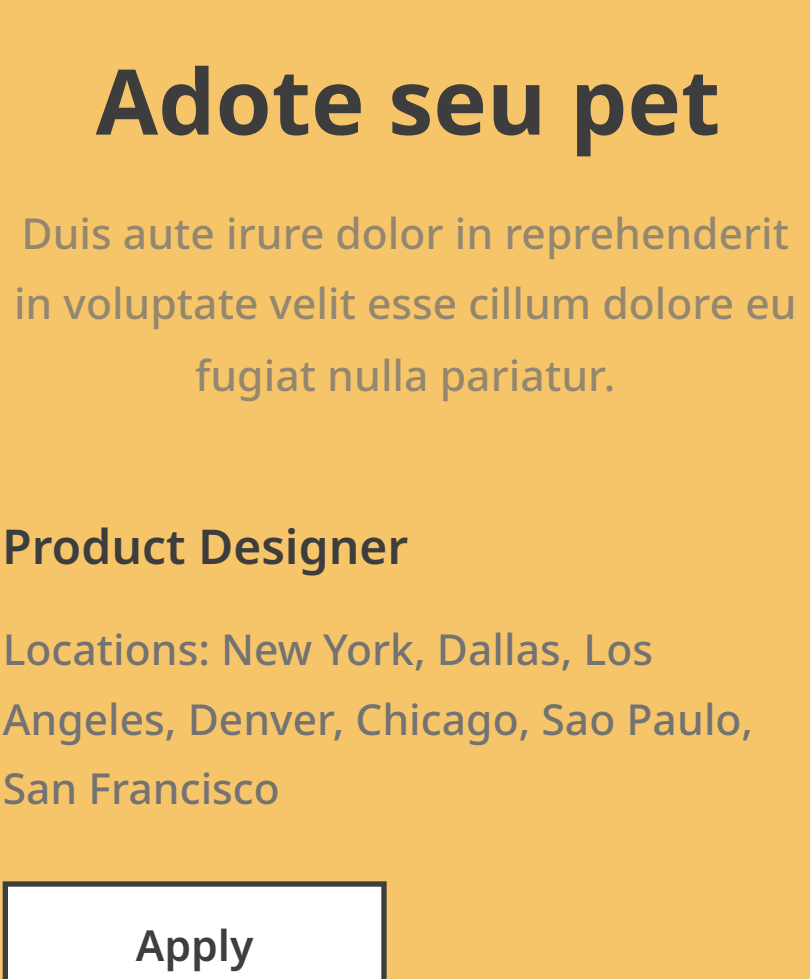 Adote seu pet
Duis aute irure dolor in reprehenderit
in voluptate velit esse cillum dolore eu
fugiat nulla pariatur.
Product Designer
Locations: New York, Dallas, Los
Angeles, Denver, Chicago, Sao Paulo,
San Francisco
Apply